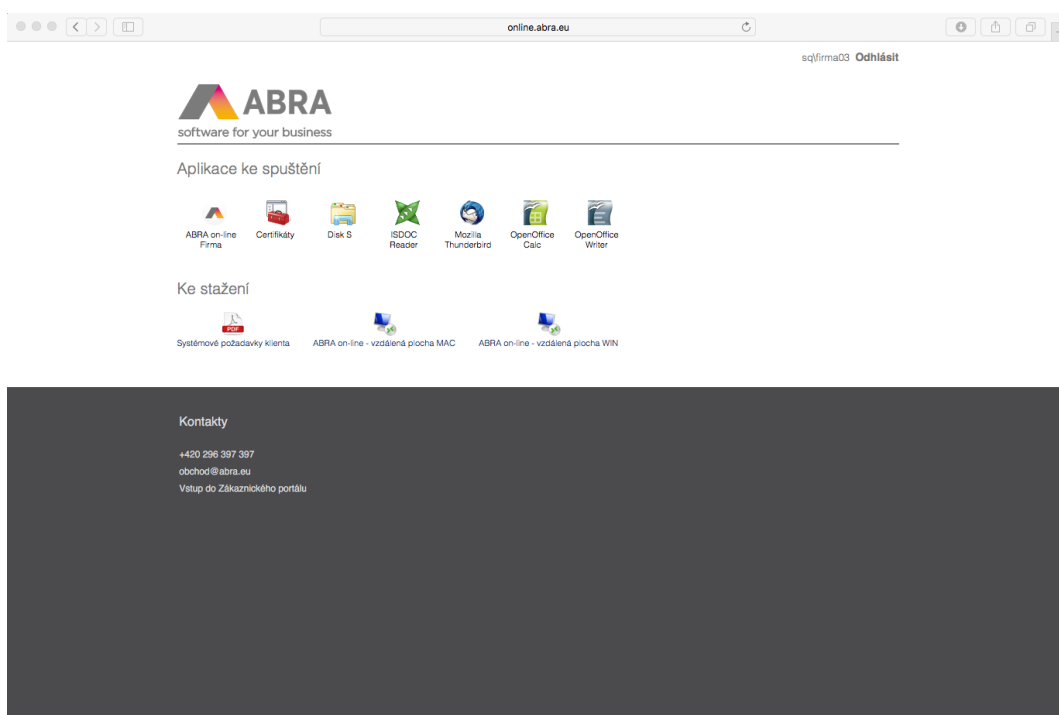 online.abra.eu
sq\firma03 Odhlásit
ABRA
software for your business
Aplikace ke spuštění
ABRA on-line Firma
Certifikáty
Disk S
ISDOC Reader
Mozilla Thunderbird
OpenOffice Calc
OpenOffice Writer
Ke stažení
PDF
Systémové požadavky klienta
ABRA on-line - vzdálená plocha MAC
ABRA on-line - vzdálená plocha WIN
Kontakty
+420 296 397 397
obchod@abra.eu
Vstup do Zákaznického portálu